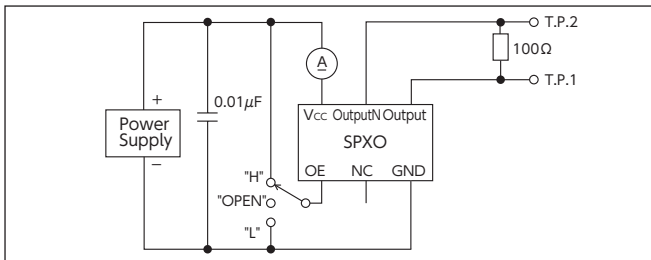 T.P.2
100Ω
T.P.1
A
+
0.01μF
Vcc OutputN Output
Power
Supply
SPXO
−
OE NC GND
"H"
"OPEN"
"L"